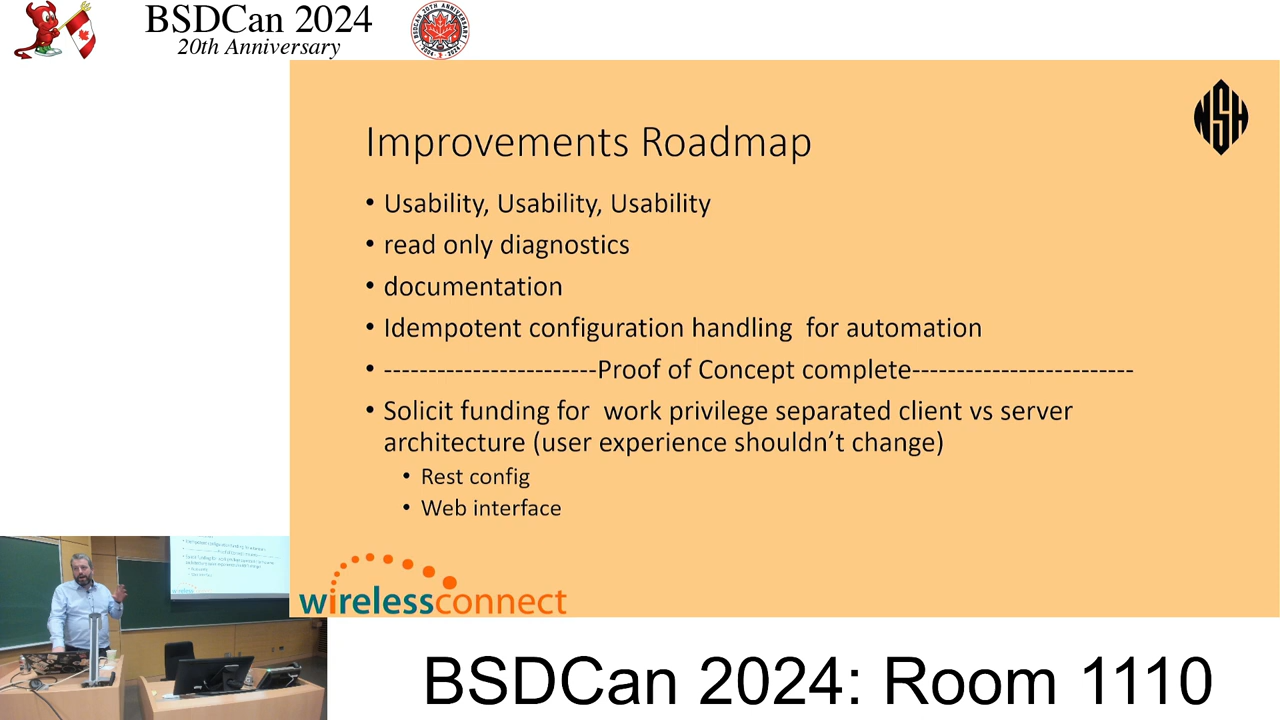 BSDCan 2024
20th Anniversary
NSH
Improvements Roadmap
• Usability, Usability, Usability
• read only diagnostics
• documentation
• Idempotent configuration handling for automation
• ------------------------Proof of Concept complete-------------------------
• Solicit funding for work privilege separated client vs server
architecture (user experience shouldn’t change)
• Rest config
• Web interface
wirelessconnect
BSDCan 2024: Room 1110